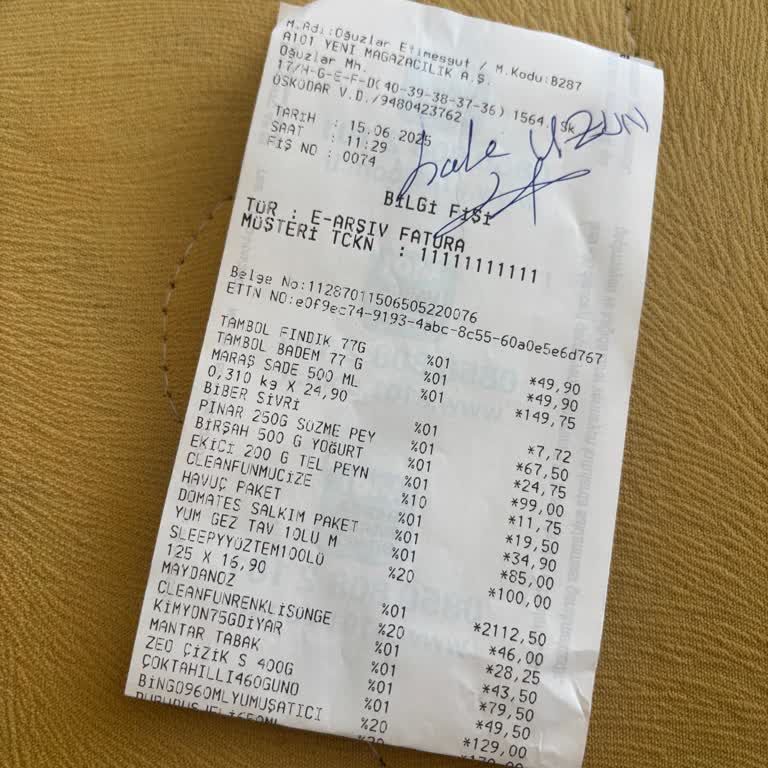 M.Adi:Oğuzlar Etimesgut / M.Kodu:B287
A101 YENİ MAĞAZACILIK A.Ş.
Oğuzlar Mh.
17/H-G-E-F-D(40-39-38-37-36) 1564. Sk
ÜSKÜDAR V.D./9480423762
TARİH : 15.06.2025
SAAT : 11:29
FİŞ NO : 0074
hale UZUN
BİLGİ FİŞİ
TÜR : E-ARŞİV FATURA
MÜŞTERİ TCKN : 11111111111
Belge No:11287011506505220076
ETTN NO:e0f9ec74-9193-4abc-8c55-60a0e5e6d767
TAMBOL FINDIK 77G %01 *49,90
TAMBOL BADEM 77 G %01 *49,90
MARAŞ SADE 500 ML %01 *149,75
0,310 kg X 24,90
BİBER SİVRİ %01 *7,72
PINAR 250G SÜZME PEY %01 *67,50
BİRŞAH 500 G YOĞURT %01 *24,75
EKİCİ 200 G TEL PEYN %01 *99,00
CLEANFUNMUCİZE %10 *11,75
HAVUÇ PAKET %01 *19,50
DOMATES SALKIM PAKET %01 *34,90
YUM GEZ TAV 10LU M %01 *85,00
SLEEPYYÜZTEM100LÜ %20 *100,00
125 X 16,90
MAYDANOZ %01 *2112,50
CLEANFUNRENKLİSÜNGE %20 *46,00
KİMYON75GDİYAR %01 *28,25
MANTAR TABAK %01 *43,50
ZEO ÇİZİK S 400G %01 *79,50
ÇOKTAHILLI460GUNO %01 *49,50
BİNGO960MLYUMUŞATICI %20 *129,00